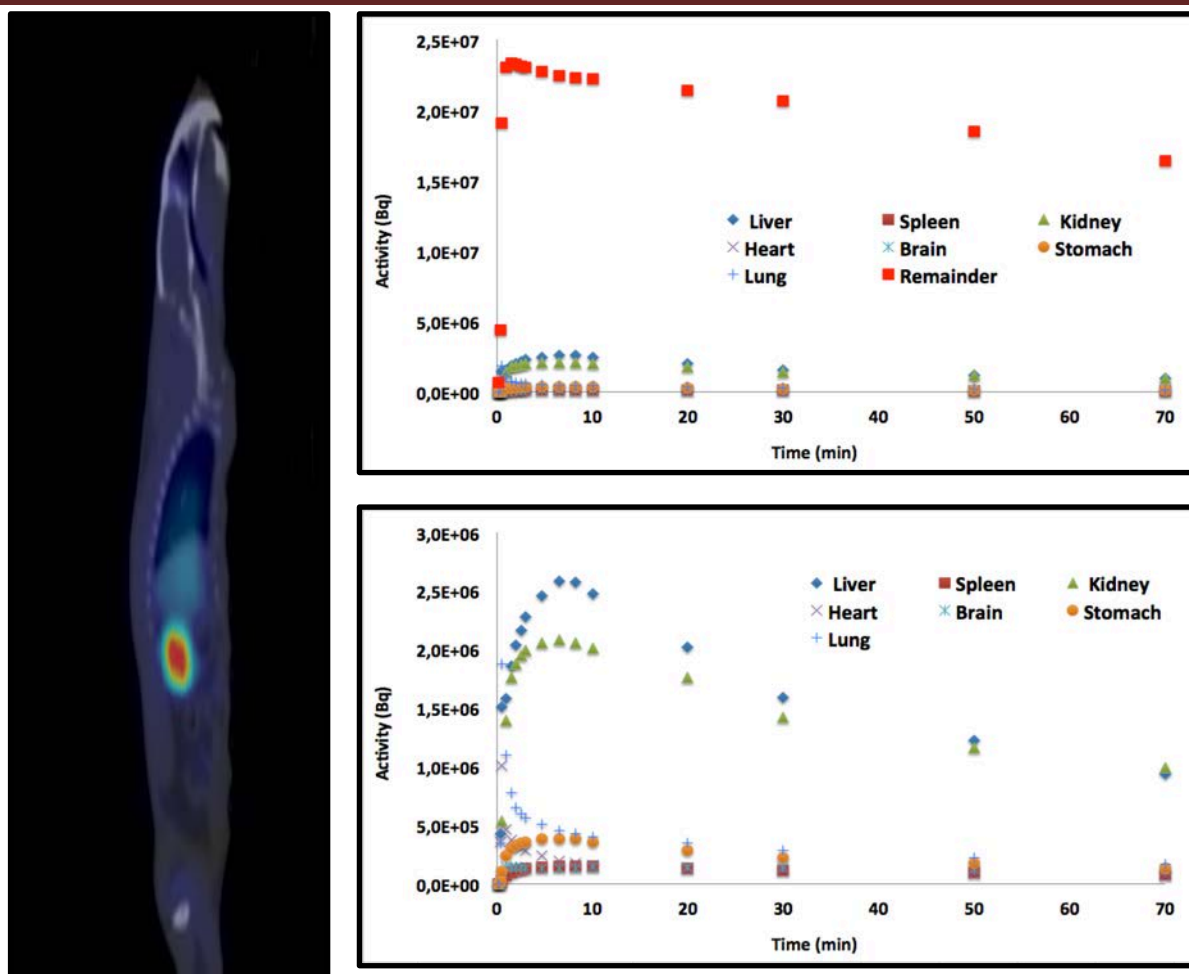 2,5E+07
2,0E+07
1,5E+07
1,0E+07
5,0E+06
0,0E+00
Activity (Bq)
Liver Spleen Kidney
Heart Brain Stomach
Lung Remainder
0 10 20 30 40 50 60 70
Time (min)
3,0E+06
2,5E+06
2,0E+06
1,5E+06
1,0E+06
5,0E+05
0,0E+00
Activity (Bq)
Liver Spleen Kidney
Heart Brain Stomach
Lung
0 10 20 30 40 50 60 70
Time (min)